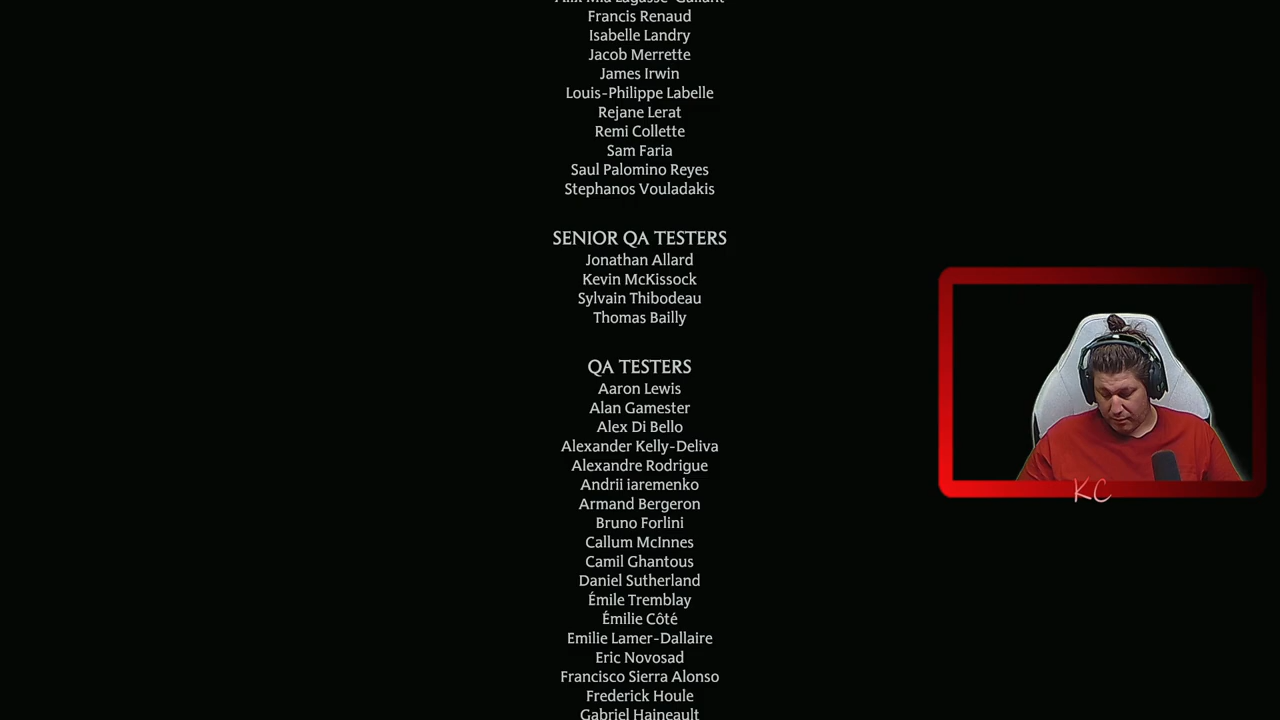 Francis Renaud
Isabelle Landry
Jacob Merrette
James Irwin
Louis-Philippe Labelle
Rejane Lerat
Remi Collette
Sam Faria
Saul Palomino Reyes
Stephanos Vouladakis
SENIOR QA TESTERS
Jonathan Allard
Kevin McKissock
Sylvain Thibodeau
Thomas Bailly
QA TESTERS
Aaron Lewis
Alan Gamester
Alex Di Bello
Alexander Kelly-Deliva
Alexandre Rodrigue
Andrii iaremenko
Armand Bergeron
Bruno Forlini
Callum McInnes
Camil Ghantous
Daniel Sutherland
Émile Tremblay
Émilie Côté
Emilie Lamer-Dallaire
Eric Novosad
Francisco Sierra Alonso
Frederick Houle
Gabriel Haineault
KC